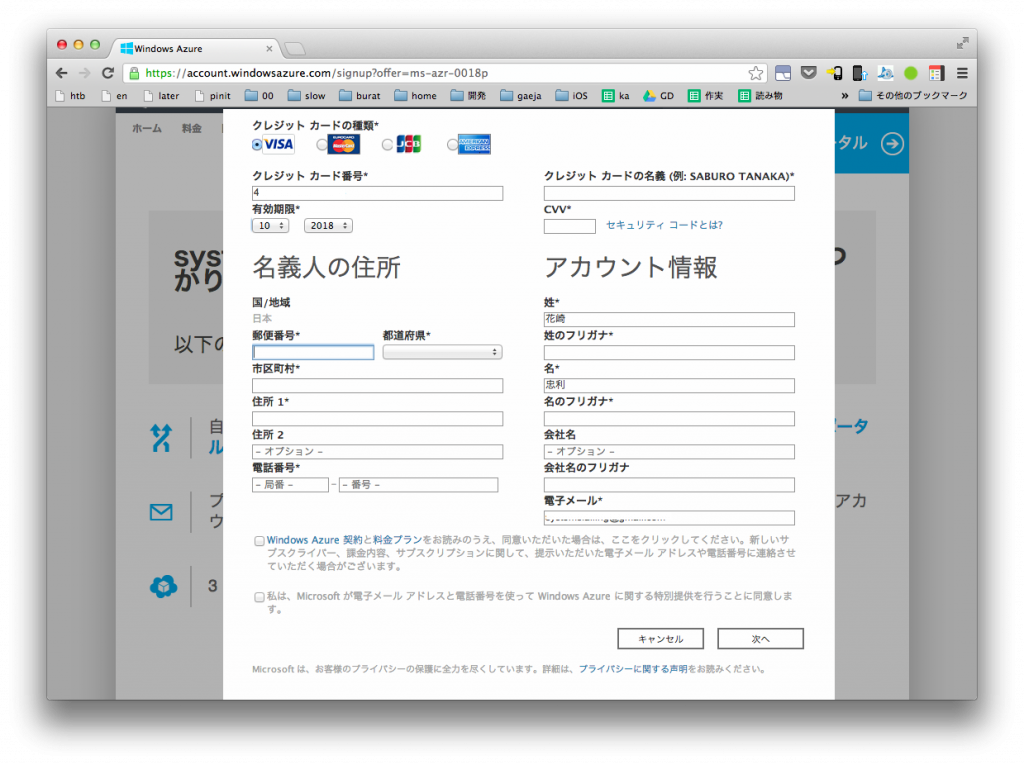 Windows Azure
https://account.windowsazure.com/signup?offer=ms-azr-0018p
htb en later pinit 00 slow burat home 開発 gaeja iOS ka GD 作実 読み物 » その他のブックマーク
ホーム 料金
タル
クレジット カードの種類*
VISA MasterCard JCB AMERICAN EXPRESS
クレジット カード番号* クレジット カードの名義 (例: SABURO TANAKA)*
4
有効期限* CVV*
10 2018 セキュリティ コードとは?
名義人の住所 アカウント情報
国/地域 姓*
日本 花崎
郵便番号* 都道府県* 姓のフリガナ*
市区町村* 名*
忠利
住所 1* 名のフリガナ*
住所 2 会社名
– オプション – – オプション –
電話番号* 会社名のフリガナ
– 局番 – – – 番号 –
電子メール*
Windows Azure 契約と料金プランをお読みのうえ、同意いただいた場合は、ここをクリックしてください。新しいサ
ブスクライバー、課金内容、サブスクリプションに関して、提示いただいた電子メール アドレスや電話番号に連絡させ
ていただく場合がございます。
私は、Microsoft が電子メール アドレスと電話番号を使って Windows Azure に関する特別提供を行うことに同意しま
す。
キャンセル 次へ
Microsoft は、お客様のプライバシーの保護に全力を尽くしています。詳細は、プライバシーに関する声明をお読みください。
sys
がり
以下の
自
ル
ータ
プ
ウ
アカ
3